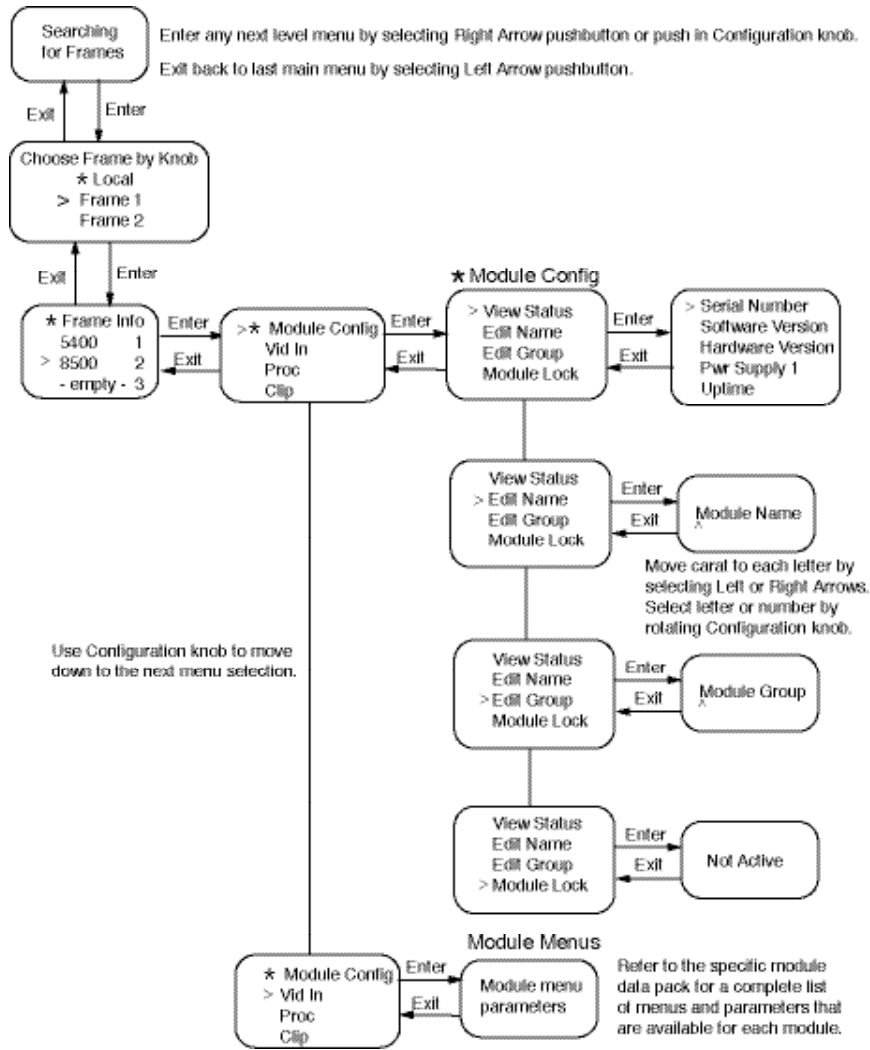 Searching
for Frames
Enter any next level menu by selecting Right Arrow pushbutton or push in Configuration knob.
Exit back to last main menu by selecting Left Arrow pushbutton.
Exit
Enter
Choose Frame by Knob
* Local
> Frame 1
Frame 2
Exit
Enter
* Frame Info
5400 1
> 8500 2
- empty - 3
Enter
Exit
>* Module Config
Vid In
Proc
Clip
Enter
Exit
* Module Config
> View Status
Edit Name
Edit Group
Module Lock
Enter
Exit
> Serial Number
Software Version
Hardware Version
Pwr Supply 1
Uptime
View Status
> Edit Name
Edit Group
Module Lock
Enter
Exit
^Module Name
Move carat to each letter by
selecting Left or Right Arrows.
Select letter or number by
rotating Configuration knob.
Use Configuration knob to move
down to the next menu selection.
View Status
Edit Name
> Edit Group
Module Lock
Enter
Exit
^Module Group
View Status
Edit Name
Edit Group
> Module Lock
Enter
Exit
Not Active
* Module Config
> Vid In
Proc
Clip
Enter
Exit
Module Menus
Module menu
parameters
Refer to the specific module
data pack for a complete list
of menus and parameters that
are available for each module.